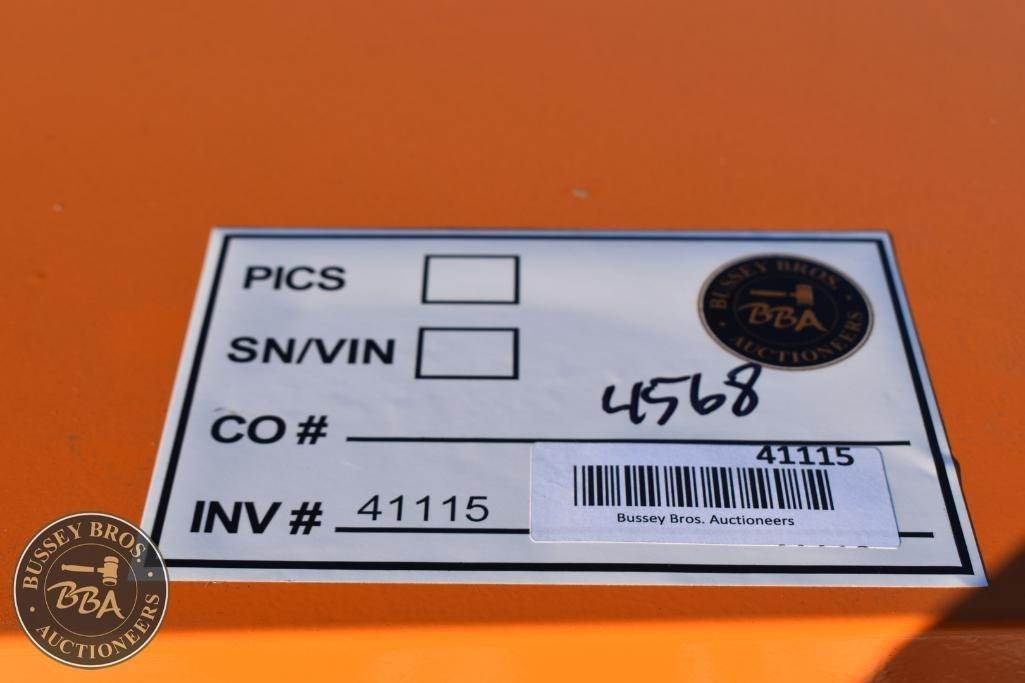 PICS
BUSSEY BROS.
BBA
AUCTIONEERS
SN/VIN
CO # 4568
41115
INV # 41115
Bussey Bros. Auctioneers
BUSSEY BROS.
BBA
AUCTIONEERS